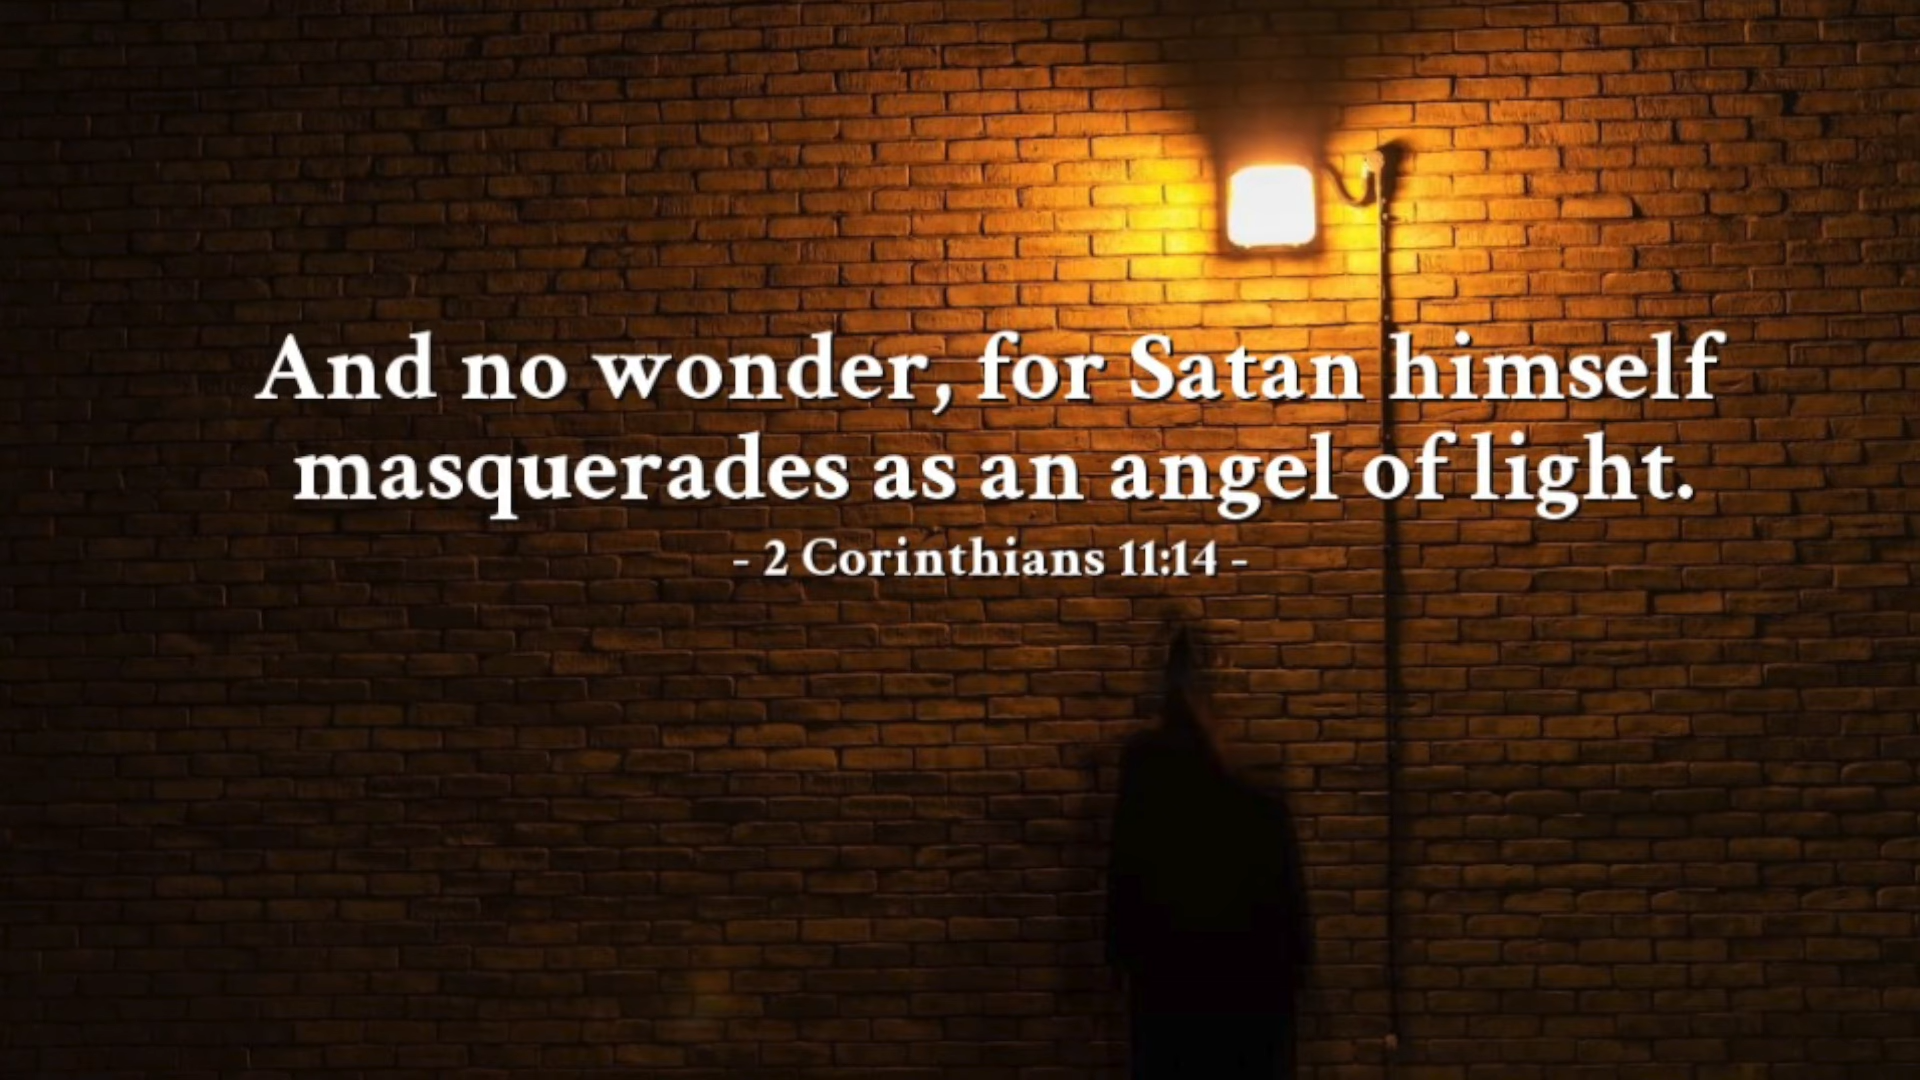 And no wonder, for Satan himself
masquerades as an angel of light.
- 2 Corinthians 11:14 -